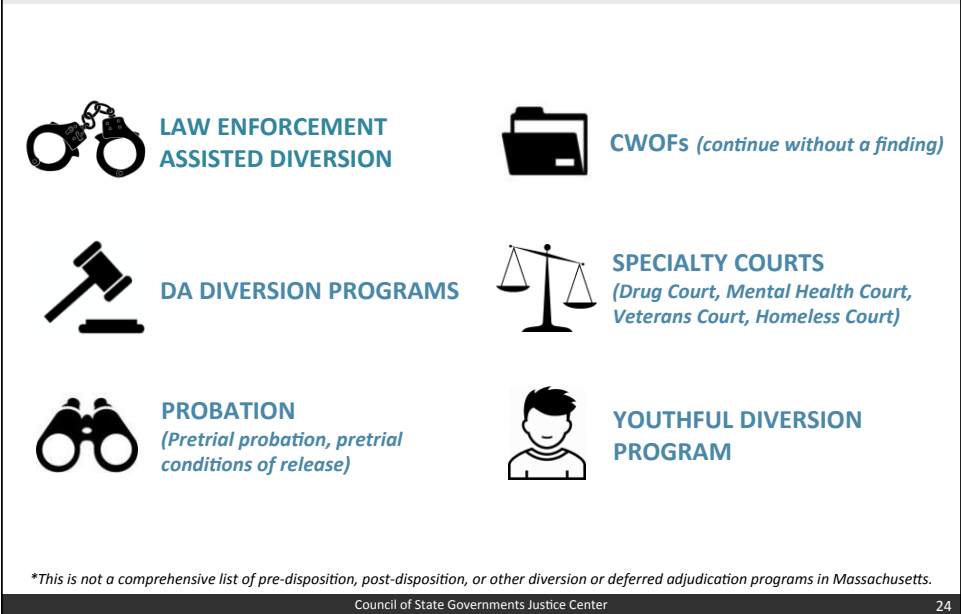 LAW ENFORCEMENT
ASSISTED DIVERSION
CWOFs (continue without a finding)
DA DIVERSION PROGRAMS
SPECIALTY COURTS
(Drug Court, Mental Health Court,
Veterans Court, Homeless Court)
PROBATION
(Pretrial probation, pretrial
conditions of release)
YOUTHFUL DIVERSION
PROGRAM
*This is not a comprehensive list of pre-disposition, post-disposition, or other diversion or deferred adjudication programs in Massachusetts.
Council of State Governments Justice Center
24